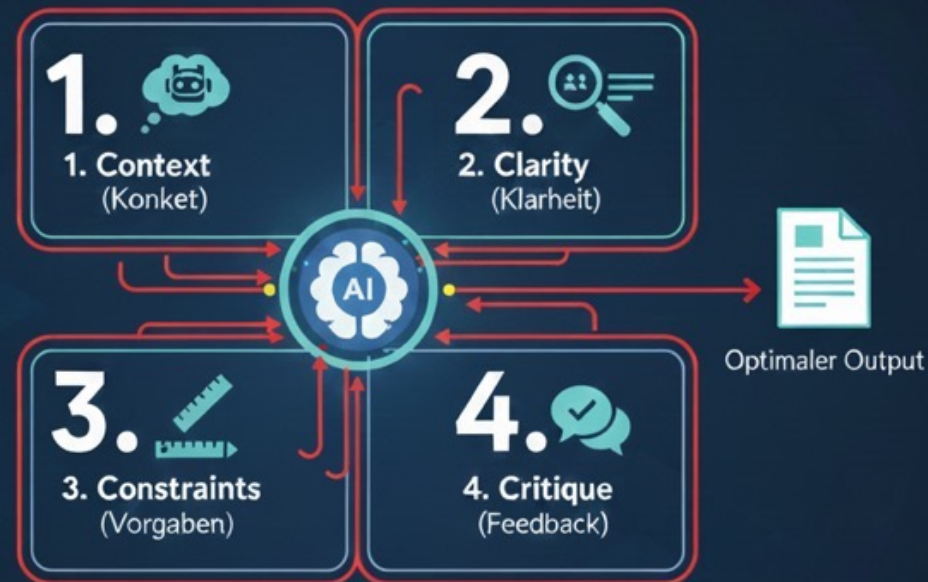 1.
1. Context
(Konket)
2.
2. Clarity
(Klarheit)
AI
Optimaler Output
3.
3. Constraints
(Vorgaben)
4.
4. Critique
(Feedback)